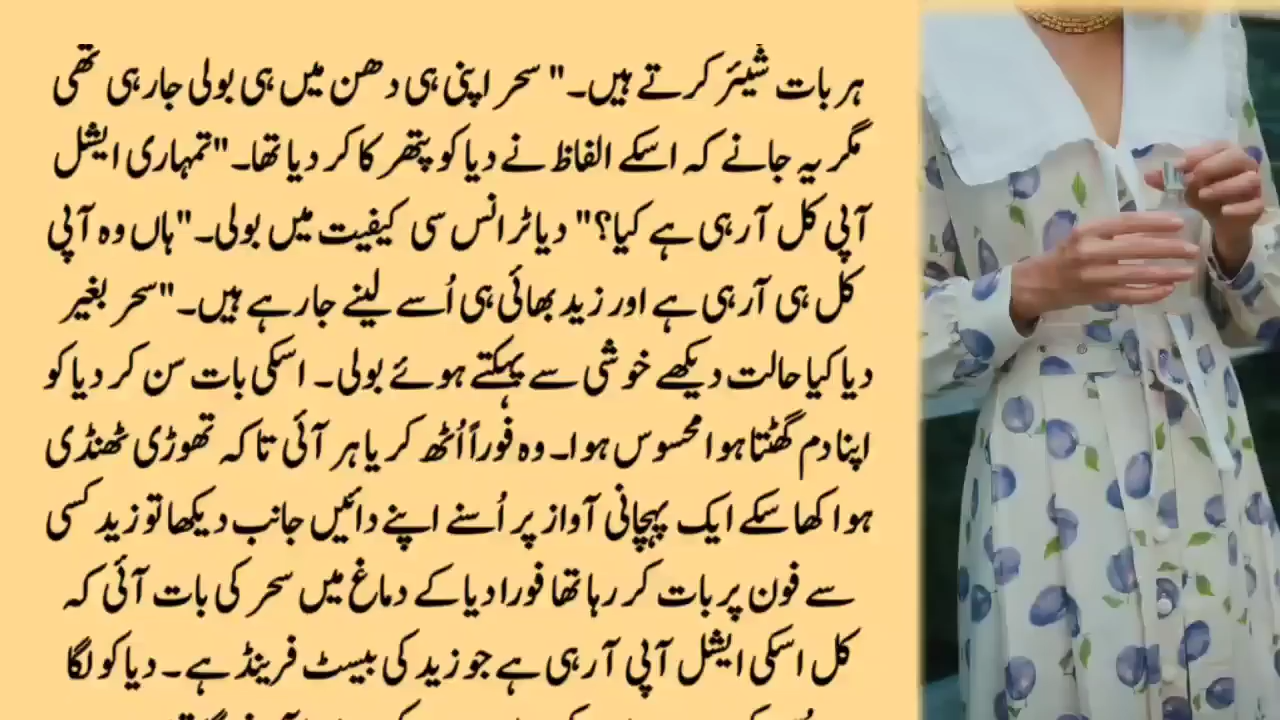 ہر بات شیئر کرتے ہیں۔" سحر اپنی ہی دھن میں ہی بولی جا رہی تھی
مگر یہ جانے کہ اسکے الفاظ نے دیا کو پتھر کا کر دیا تھا۔"تمہاری ایشل
آپی کل آ رہی ہے کیا؟" دیا ٹرانس سی کیفیت میں بولی۔"ہاں وہ آپی
کل ہی آ رہی ہے اور زید بھائی ہی اُسے لینے جا رہے ہیں۔"سحر بغیر
دیا کیا حالت دیکھے خوشی سے چہکتے ہوئے بولی۔ اسکی بات سن کر دیا کو
اپنا دم گھٹتا ہوا محسوس ہوا۔ وہ فوراً اُٹھ کر یاہر آئی تا کہ تھوڑی ٹھنڈی
ہوا کھا سکے ایک پہچانی آواز پر اُسنے اپنے دائیں جانب دیکھا تو زید کسی
سے فون پر بات کر رہا تھا فورا دیا کے دماغ میں سحر کی بات آئی کہ
کل اسکی ایشل آپی آ رہی ہے جو زید کی بیسٹ فرینڈ ہے۔ دیا کو لگا